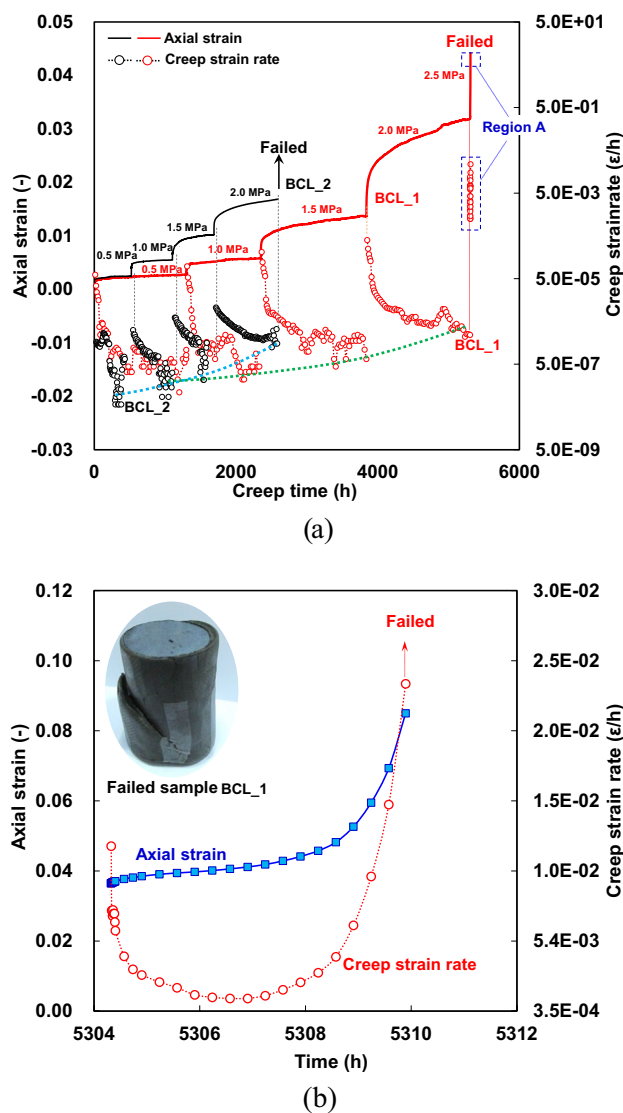 0.05
0.04
0.03
0.02
0.01
0.00
-0.01
-0.02
-0.03
Axial strain (-)
5.0E+01
5.0E-01
5.0E-03
5.0E-05
5.0E-07
5.0E-09
Creep strainrate (ε/h)
Axial strain
Creep strain rate
Failed
2.5 MPa
Region A
2.0 MPa
Failed
BCL_2
BCL_1
2.0 MPa
1.5 MPa
1.5 MPa
1.0 MPa
0.5 MPa
1.0 MPa
0.5 MPa
BCL_1
BCL_2
0
2000
4000
6000
Creep time (h)
(a)
0.12
0.10
0.08
0.06
0.04
0.02
0.00
Axial strain (-)
3.0E-02
2.5E-02
2.0E-02
1.5E-02
1.0E-02
5.4E-03
3.5E-04
Creep strain rate (ε/h)
Failed
Failed sample BCL_1
Axial strain
Creep strain rate
5304
5306
5308
5310
5312
Time (h)
(b)